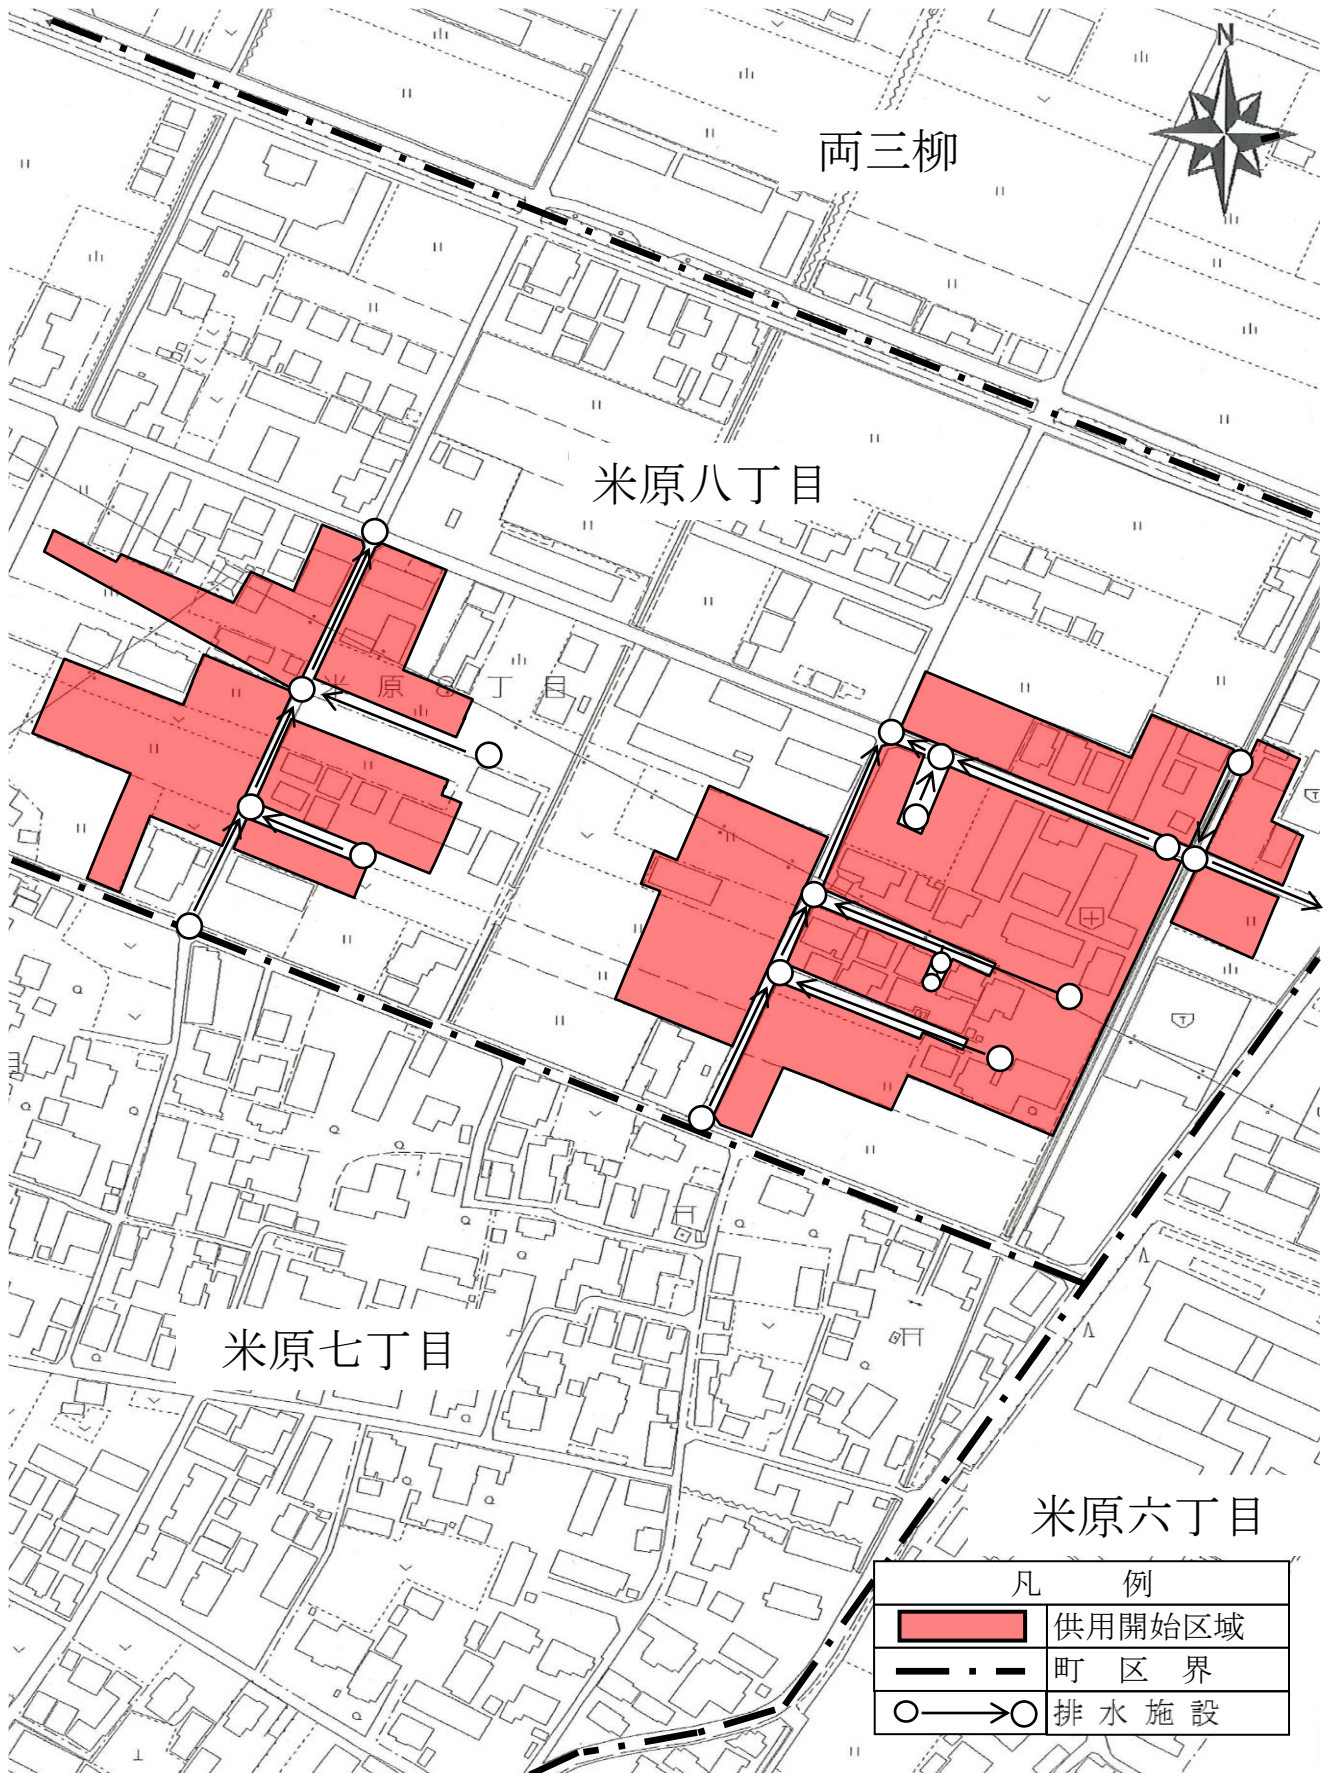 N
両三柳
米原八丁目
米原８丁目
米原七丁目
米原六丁目
凡 例
供用開始区域
町 区 界
排 水 施 設